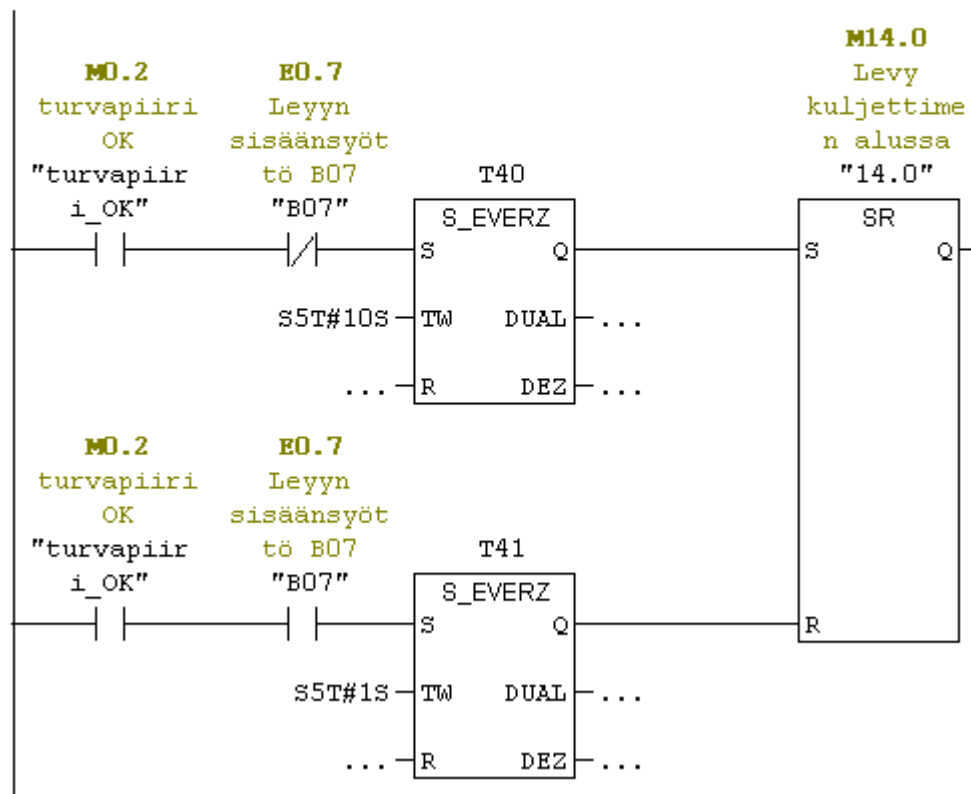 M14.0
M0.2 E0.7 Levy
turvapiiri Leyyn kuljettime
OK sisäänsyöt n alussa
"turvapiir tö B07 T40 "14.0"
i_OK" "B07" S_EVERZ SR
S Q S Q
S5T#10S TW DUAL ...
... R DEZ ...
M0.2 E0.7
turvapiiri Leyyn
OK sisäänsyöt
"turvapiir tö B07 T41
i_OK" "B07" S_EVERZ
S Q R
S5T#1S TW DUAL ...
... R DEZ ...